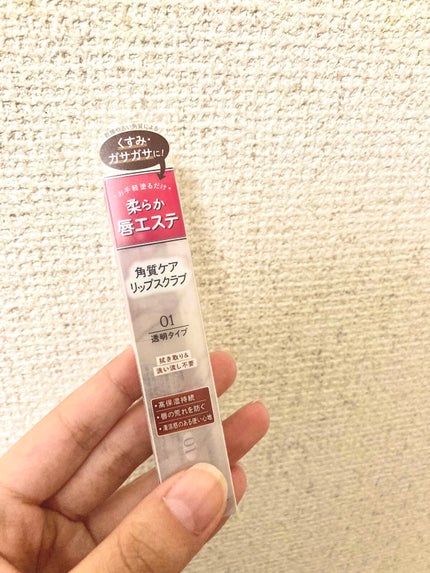 くすみ・
ガサガサに!
お手軽塗るだけ
柔らか
唇エステ
角質ケア
リップスクラブ
01
透明タイプ
拭き取り&
洗い流し不要
・高保湿持続
・唇の荒れを防ぐ
・清涼感のある使い心地
01